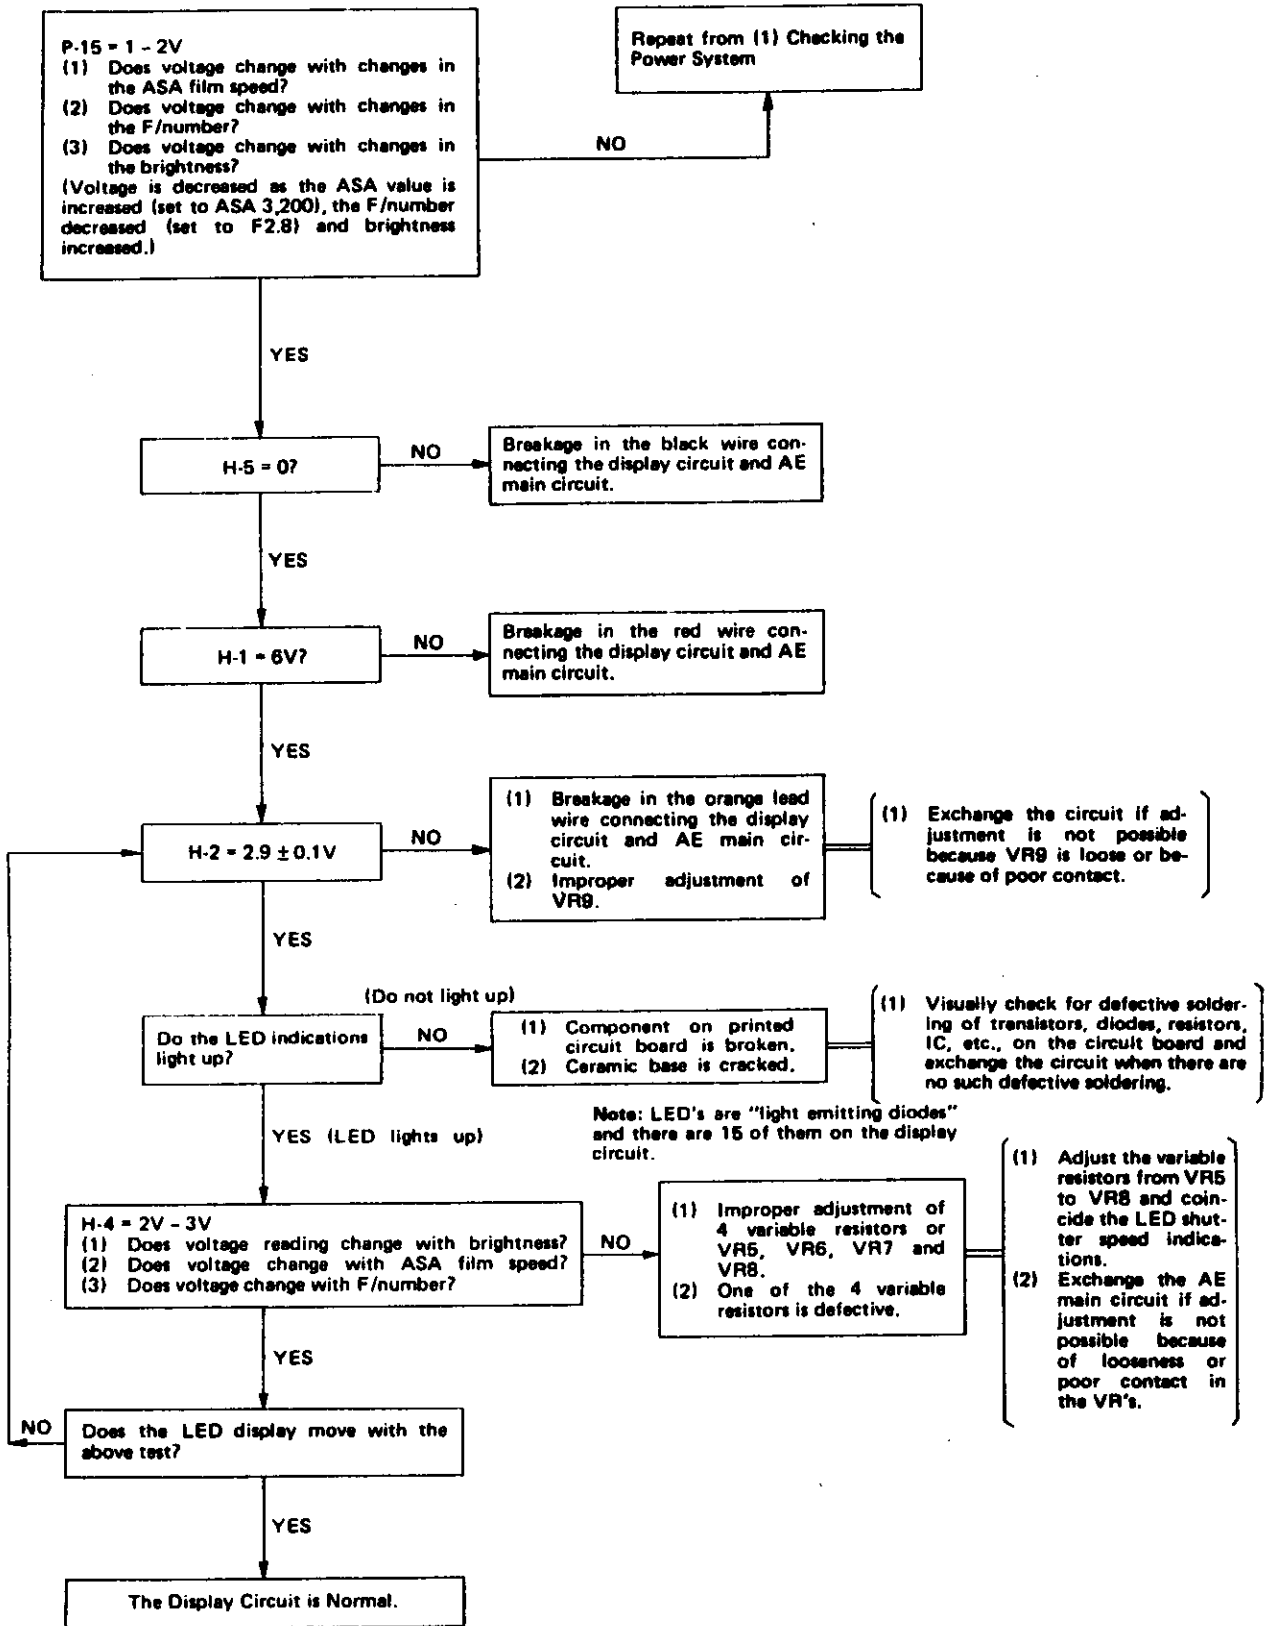 P-15 = 1 – 2V
(1) Does voltage change with changes in
the ASA film speed?
(2) Does voltage change with changes in
the F/number?
(3) Does voltage change with changes in
the brightness?
(Voltage is decreased as the ASA value is
increased (set to ASA 3,200), the F/number
decreased (set to F2.8) and brightness
increased.)
NO
Repeat from (1) Checking the
Power System
YES
H-5 = 0?
NO
Breakage in the black wire con-
necting the display circuit and AE
main circuit.
YES
H-1 = 6V?
NO
Breakage in the red wire con-
necting the display circuit and AE
main circuit.
YES
H-2 = 2.9 ± 0.1V
NO
(1) Breakage in the orange lead
wire connecting the display
circuit and AE main cir-
cuit.
(2) Improper adjustment of
VR9.
(1) Exchange the circuit if ad-
justment is not possible
because VR9 is loose or be-
cause of poor contact.
YES
(Do not light up)
Do the LED indications
light up?
NO
(1) Component on printed
circuit board is broken.
(2) Ceramic base is cracked.
(1) Visually check for defective solder-
ing of transistors, diodes, resistors,
IC, etc., on the circuit board and
exchange the circuit when there are
no such defective soldering.
Note: LED's are "light emitting diodes"
and there are 15 of them on the display
circuit.
YES (LED lights up)
H-4 = 2V – 3V
(1) Does voltage reading change with brightness?
(2) Does voltage change with ASA film speed?
(3) Does voltage change with F/number?
NO
(1) Improper adjustment of
4 variable resistors or
VR5, VR6, VR7 and
VR8.
(2) One of the 4 variable
resistors is defective.
(1) Adjust the variable
resistors from VR5
to VR8 and coin-
cide the LED shut-
ter speed indica-
tions.
(2) Exchange the AE
main circuit if ad-
justment is not
possible because
of looseness or
poor contact in
the VR's.
YES
NO
Does the LED display move with the
above test?
YES
The Display Circuit is Normal.